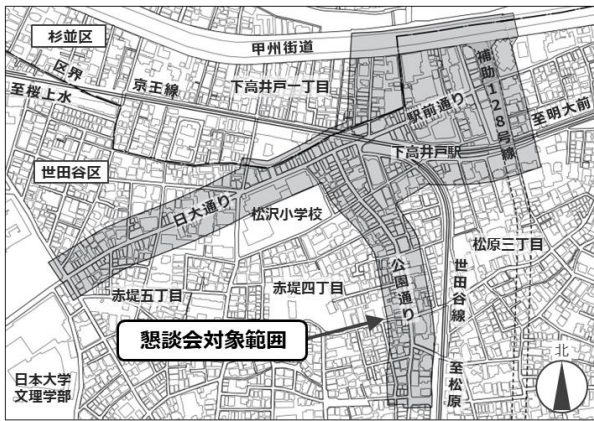 杉並区
甲州街道
区界
京王線
下高井戸一丁目
補助128号線
至桜上水
駅前通り
至明大前
下高井戸駅
世田谷区
日大通り
松沢小学校
松原三丁目
公園通り
世田谷線
赤堤五丁目
赤堤四丁目
懇談会対象範囲
北
至松原
日本大学
文理学部